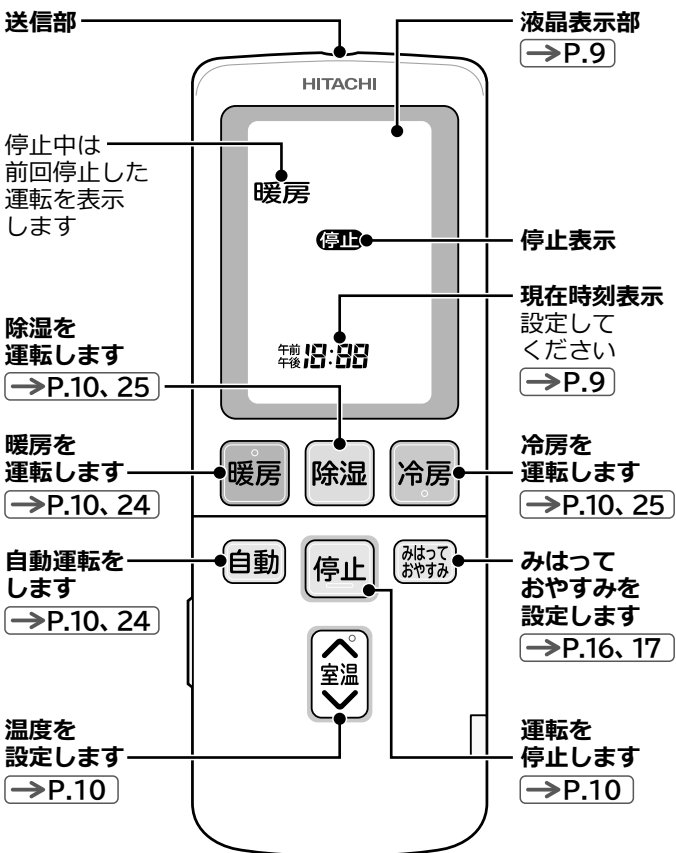 送信部
液晶表示部
→P.9
HITACHI
停止中は
前回停止した
運転を表示
します
暖房
停止
停止表示
現在時刻表示
設定して
ください
→P.9
午前
午後
18:88
除湿を
運転します
→P.10、25
暖房を
運転します
→P.10、24
暖房
除湿
冷房
冷房を
運転します
→P.10、25
自動運転を
します
→P.10、24
自動
停止
みはって
おやすみ
みはって
おやすみを
設定します
→P.16、17
室温
温度を
設定します
→P.10
運転を
停止します
→P.10